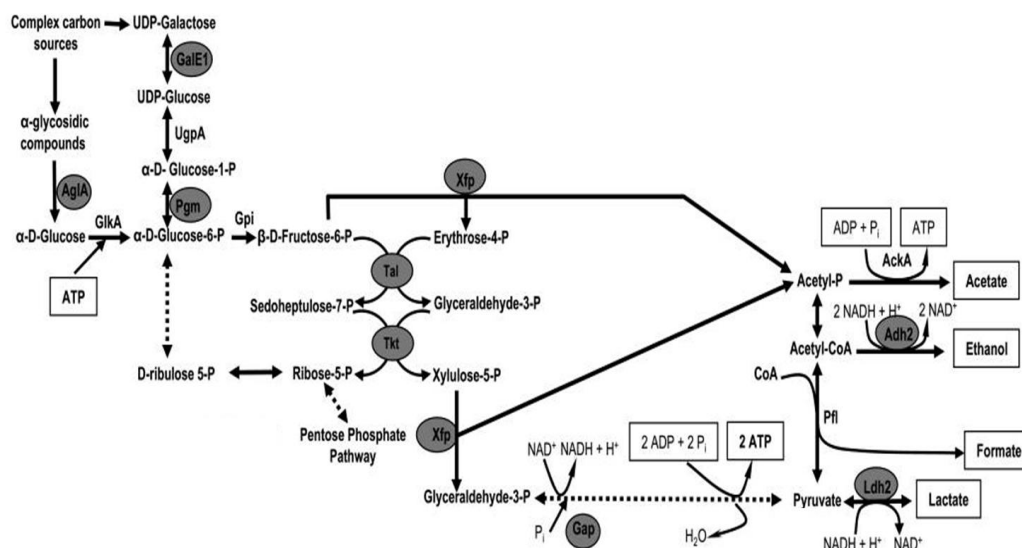 Complex carbon
sources
UDP-Galactose
GalE1
UDP-Glucose
α-glycosidic
compounds
UgpA
α-D- Glucose-1-P
AglA
Pgm
Xfp
GlkA
Gpi
α-D-Glucose
α-D-Glucose-6-P
β-D-Fructose-6-P
Erythrose-4-P
ADP + Pi
ATP
AckA
ATP
Tal
Acetyl-P
Acetate
Sedoheptulose-7-P
Glyceraldehyde-3-P
2 NADH + H+
2 NAD+
Adh2
Tkt
Acetyl-CoA
Ethanol
D-ribulose 5-P
Ribose-5-P
Xylulose-5-P
CoA
Pfl
Pentose Phosphate
Pathway
Xfp
NAD+ NADH + H+
2 ADP + 2 Pi
2 ATP
Formate
Ldh2
Glyceraldehyde-3-P
Pyruvate
Lactate
Pi
Gap
H2O
NADH + H+
NAD+